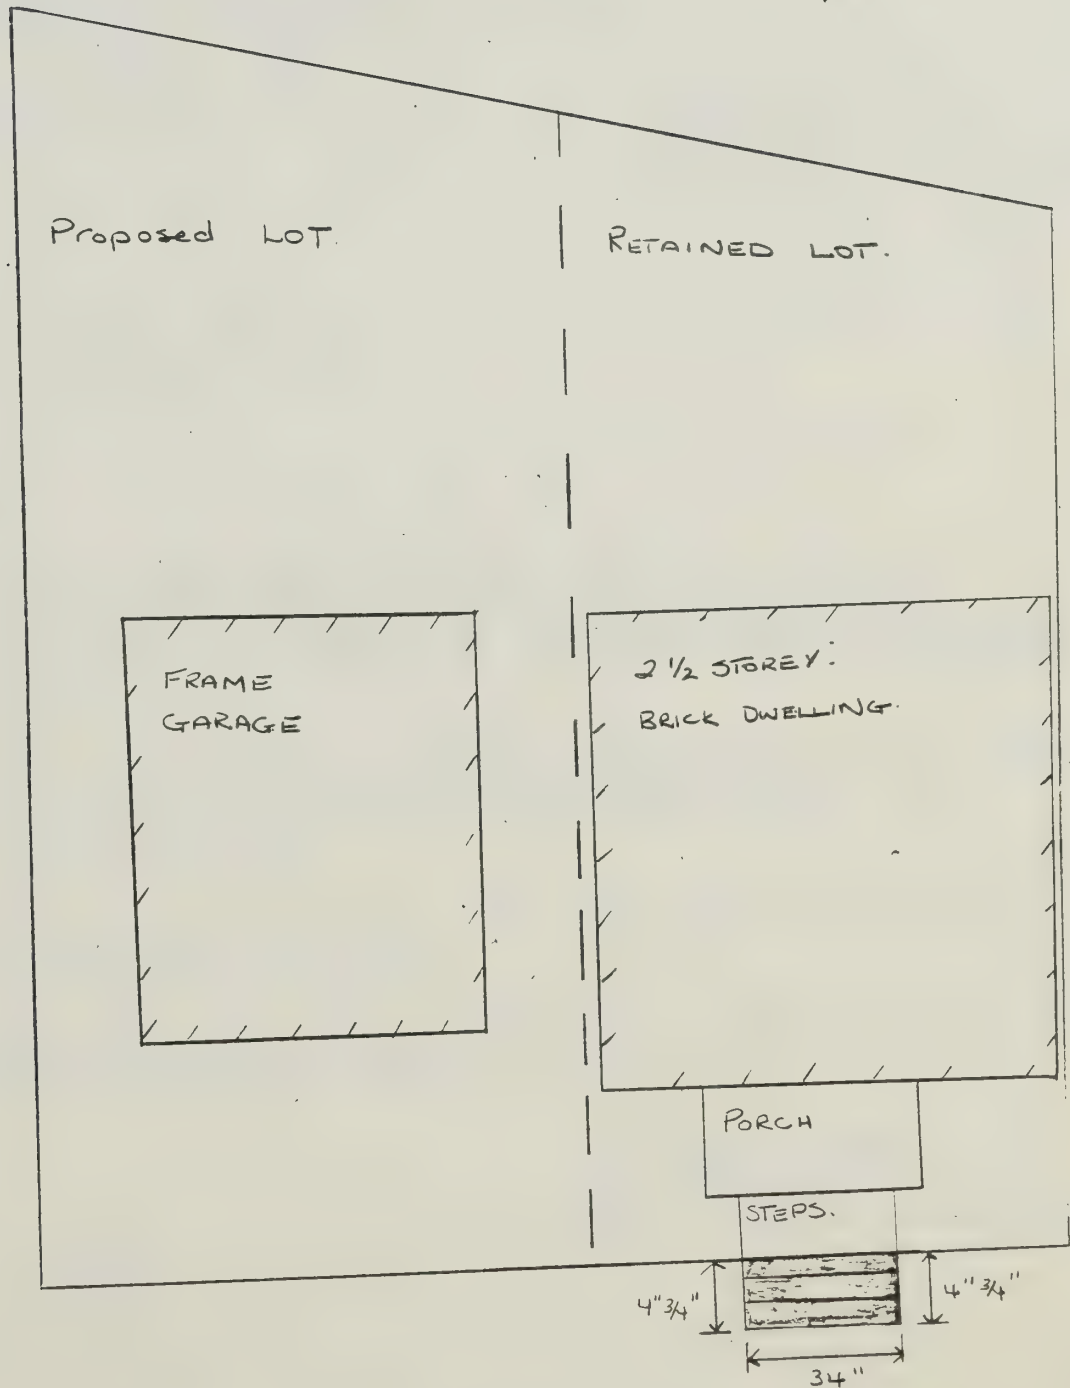 Proposed LOT.
RETAINED LOT.
FRAME
GARAGE
2 1/2 STOREY.
BRICK DWELLING.
PORCH
STEPS.
4" 3/4"
4" 3/4"
34"